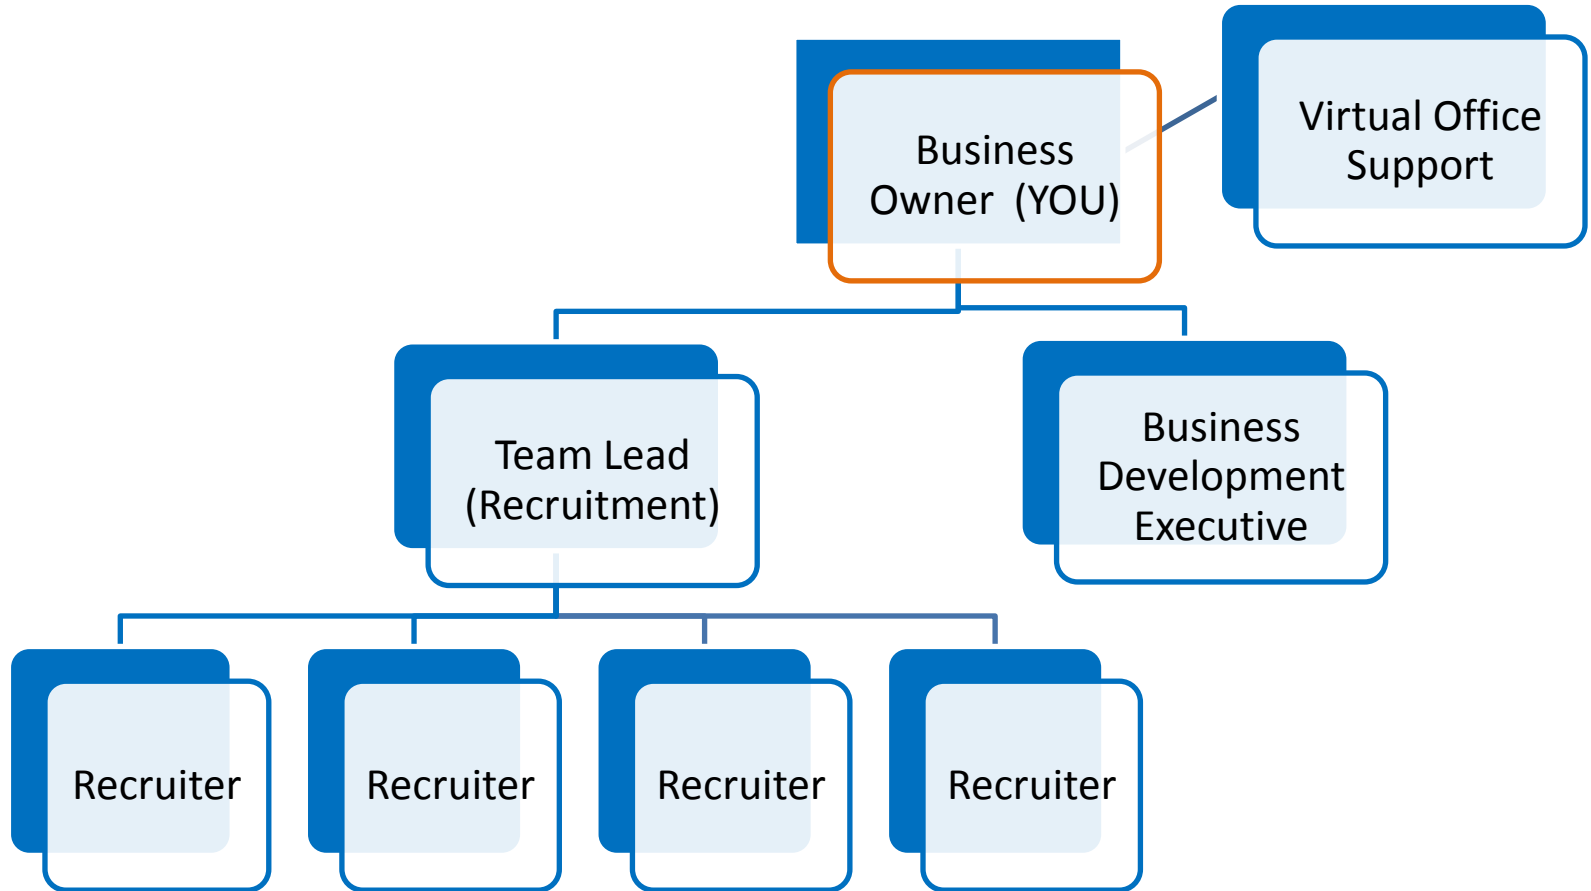 Business
Owner  (YOU)
Virtual Office
Support
Team Lead
(Recruitment)
Business
Development
Executive
Recruiter
Recruiter
Recruiter
Recruiter